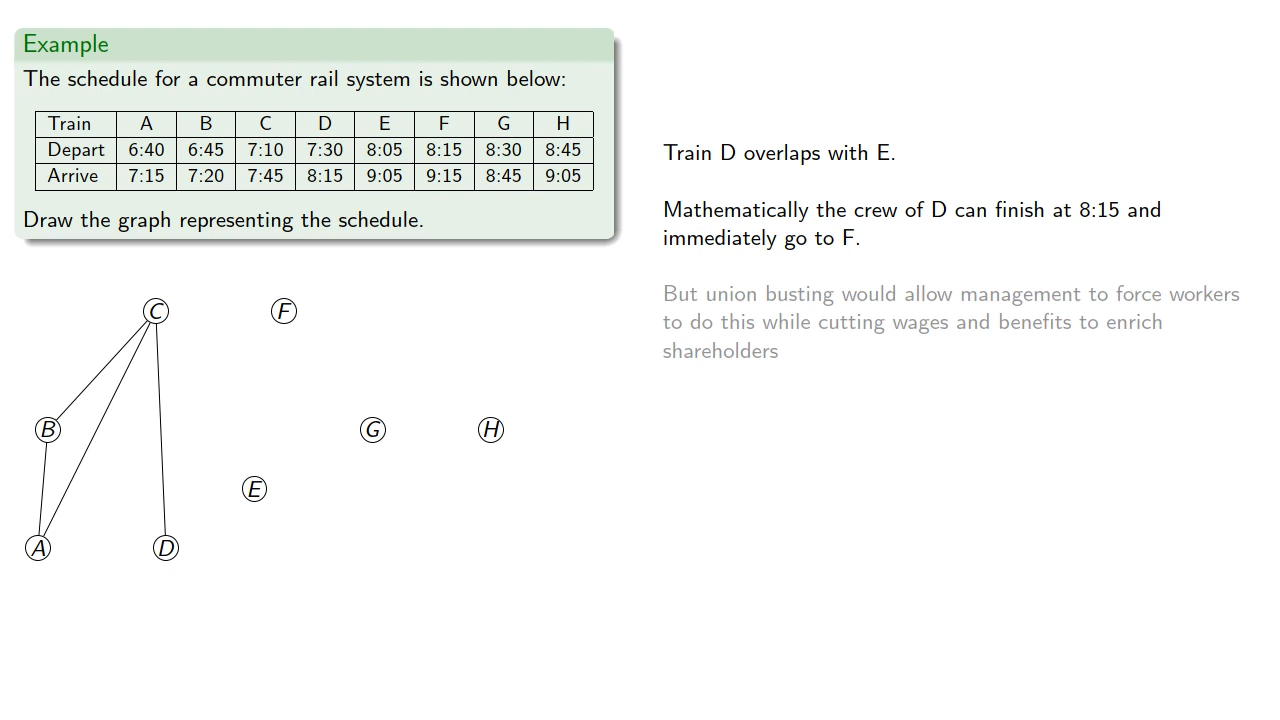 Example
The schedule for a commuter rail system is shown below:
Train A B C D E F G H
Depart 6:40 6:45 7:10 7:30 8:05 8:15 8:30 8:45
Arrive 7:15 7:20 7:45 8:15 9:05 9:15 8:45 9:05
Draw the graph representing the schedule.
Train D overlaps with E.
Mathematically the crew of D can finish at 8:15 and
immediately go to F.
But union busting would allow management to force workers
to do this while cutting wages and benefits to enrich
shareholders
C F
B G H
E
A D